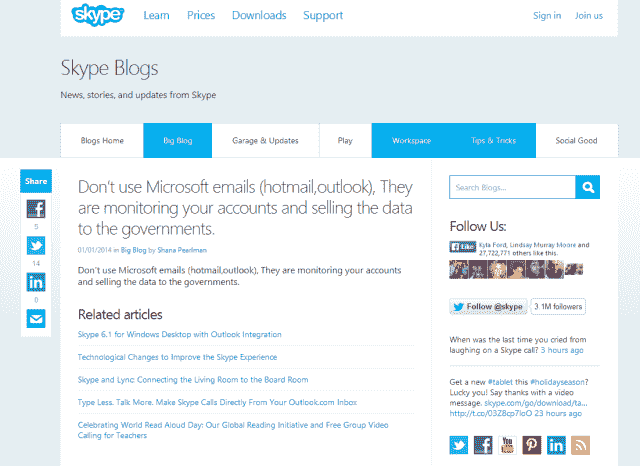 skype
Learn Prices Downloads Support
Sign in Join us
Skype Blogs
News, stories, and updates from Skype
Blogs Home Big Blog Garage & Updates Play Workspace Tips & Tricks Social Good
Share
5
14
0
Don't use Microsoft emails (hotmail,outlook), They
are monitoring your accounts and selling the data
to the governments.
01/01/2014 in Big Blog by Shana Pearlman
Don't use Microsoft emails (hotmail,outlook), They are monitoring your accounts
and selling the data to the governments.
Related articles
Skype 6.1 for Windows Desktop with Outlook Integration
Technological Changes to Improve the Skype Experience
Skype and Lync: Connecting the Living Room to the Board Room
Type Less. Talk More. Make Skype Calls Directly From Your Outlook.com Inbox
Celebrating World Read Aloud Day: Our Global Reading Initiative and Free Group Video
Calling for Teachers
Search Blogs...
Follow Us:
Like Kyla Ford, Lindsay Murray Moore and
27,722,771 others like this.
Follow @skype 3.1M followers
When was the last time you cried from
laughing on a Skype call? 3 hours ago
Get a new #tablet this #holidayseason?
Lucky you! Say thanks with a video
message. skype.com/go/download/ta...
http://t.co/03Z8cp7loO 23 hours ago
You Tube